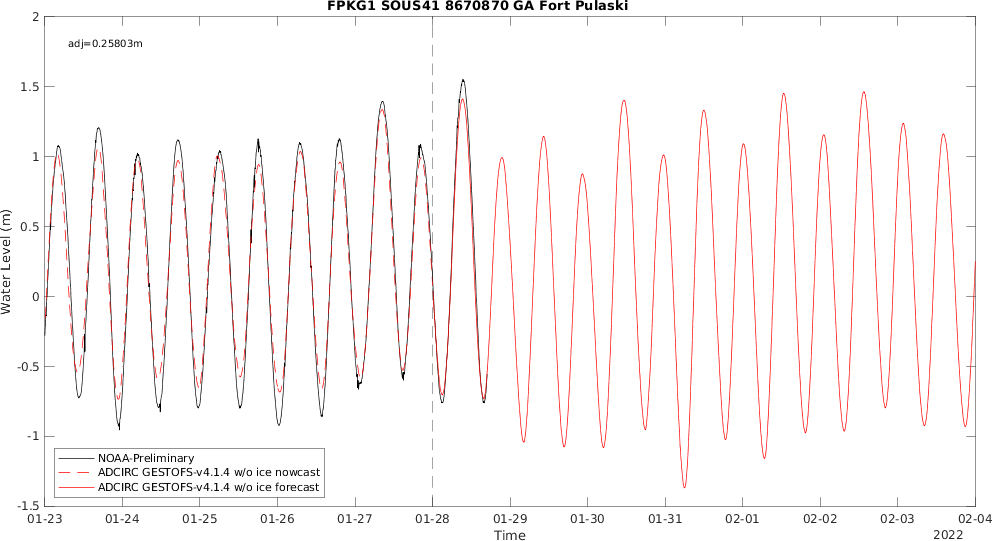 FPKG1 SOUS41 8670870 GA Fort Pulaski
2
adj=0.25803m
1.5
1
0.5
0
-0.5
-1
-1.5
Water Level (m)
NOAA-Preliminary
ADCIRC GESTOFS-v4.1.4 w/o ice nowcast
ADCIRC GESTOFS-v4.1.4 w/o ice forecast
01-23 01-24 01-25 01-26 01-27 01-28 01-29 01-30 01-31 02-01 02-02 02-03 02-04
Time
2022